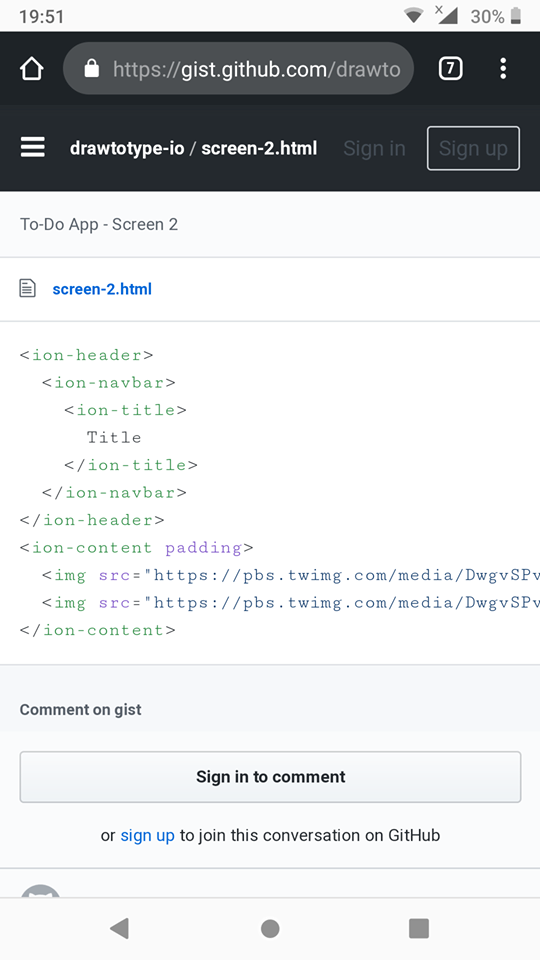 19:51
x
30%
https://gist.github.com/drawto
7
drawtotype-io / screen-2.html
Sign in
Sign up
To-Do App - Screen 2
screen-2.html
<ion-header>
<ion-navbar>
<ion-title>
Title
</ion-title>
</ion-navbar>
</ion-header>
<ion-content padding>
<img src="https://pbs.twimg.com/media/DwgvSPv
<img src="https://pbs.twimg.com/media/DwgvSPv
</ion-content>
Comment on gist
Sign in to comment
or sign up to join this conversation on GitHub